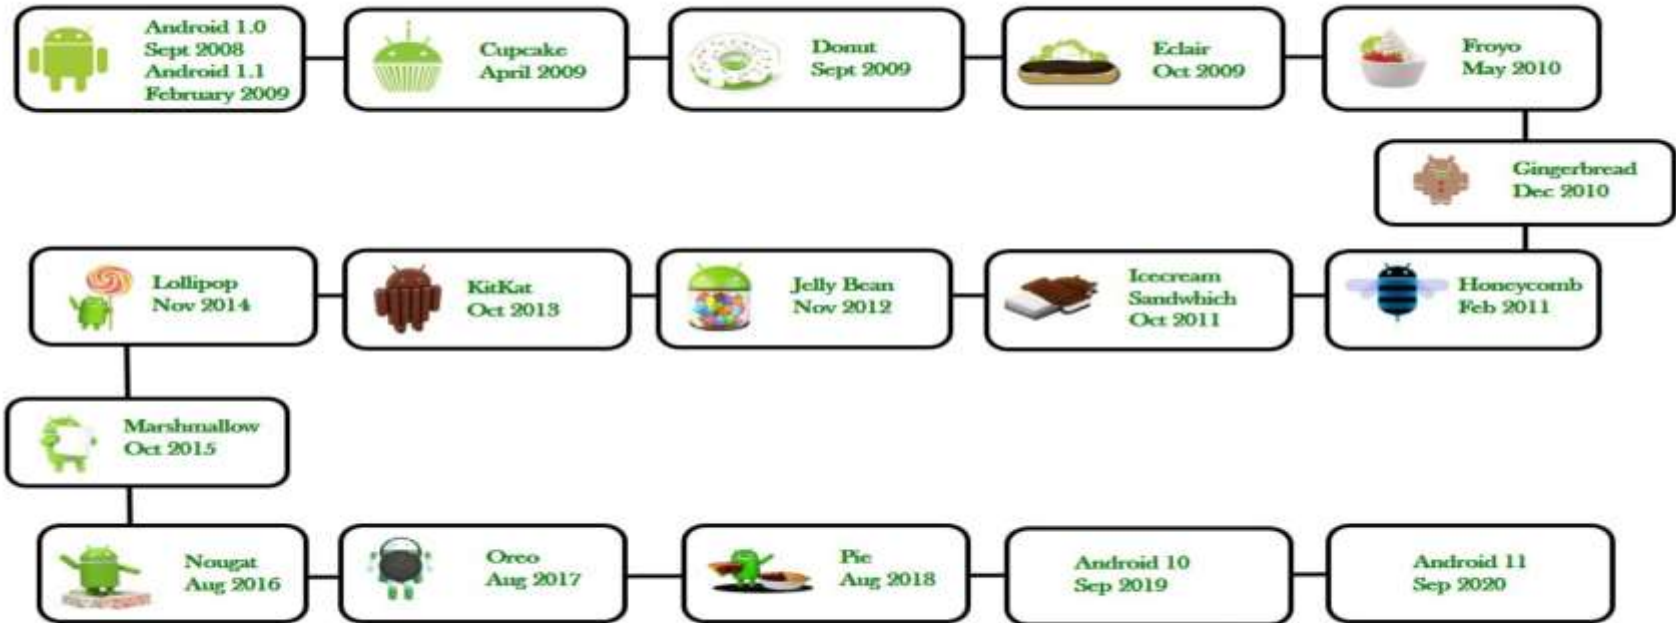 Android 1.0
Sept 2008
Android 1.1
February 2009
Cupcake
April 2009
Donut
Sept 2009
Eclair
Oct 2009
Froyo
May 2010
Gingerbread
Dec 2010
Honeycomb
Feb 2011
Icecream
Sandwhich
Oct 2011
Jelly Bean
Nov 2012
KitKat
Oct 2013
Lollipop
Nov 2014
Marshmallow
Oct 2015
Nougat
Aug 2016
Oreo
Aug 2017
Pie
Aug 2018
Android 10
Sep 2019
Android 11
Sep 2020